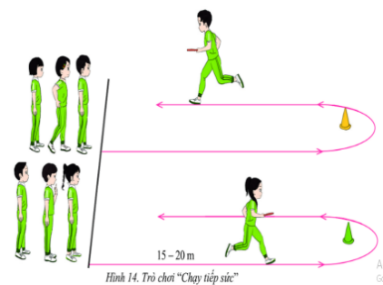 15 – 20 m
Hình 14. Trò chơi “Chạy tiếp sức”
A
G